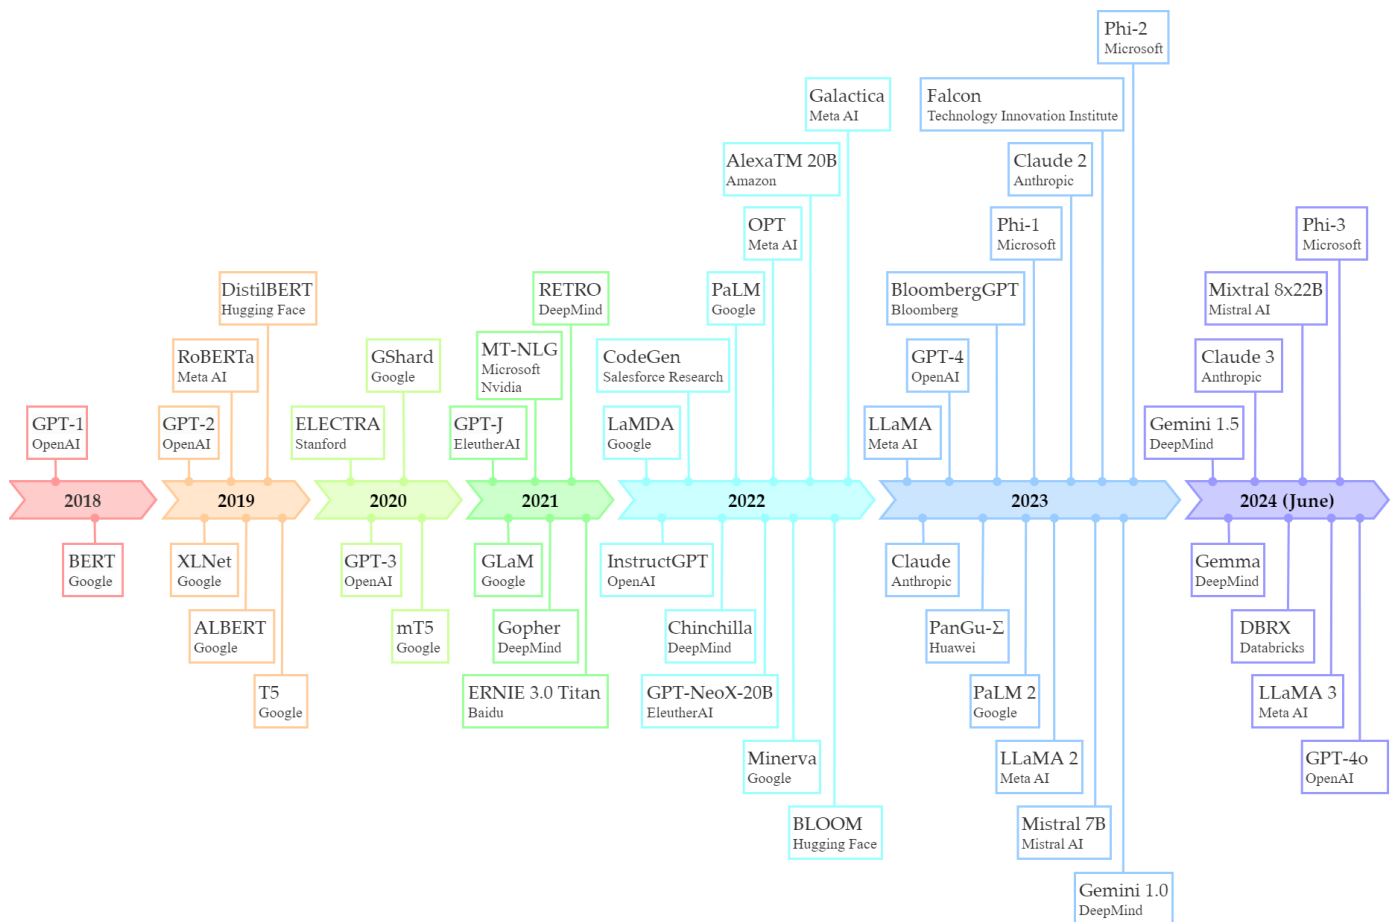 Phi-2
Microsoft
Galactica
Meta AI
Falcon
Technology Innovation Institute
AlexaTM 20B
Amazon
Claude 2
Anthropic
OPT
Meta AI
Phi-1
Microsoft
Phi-3
Microsoft
DistilBERT
Hugging Face
RETRO
DeepMind
PaLM
Google
BloombergGPT
Bloomberg
Mixtral 8x22B
Mistral AI
RoBERTa
Meta AI
GShard
Google
MT-NLG
Microsoft
Nvidia
CodeGen
Salesforce Research
GPT-4
OpenAI
Claude 3
Anthropic
GPT-1
OpenAI
GPT-2
OpenAI
ELECTRA
Stanford
GPT-J
EleutherAI
LaMDA
Google
LLaMA
Meta AI
Gemini 1.5
DeepMind
2018
2019
2020
2021
2022
2023
2024 (June)
BERT
Google
XLNet
Google
GPT-3
OpenAI
GLaM
Google
InstructGPT
OpenAI
Claude
Anthropic
Gemma
DeepMind
ALBERT
Google
mT5
Google
Gopher
DeepMind
Chinchilla
DeepMind
PanGu-Σ
Huawei
DBRX
Databricks
T5
Google
ERNIE 3.0 Titan
Baidu
GPT-NeoX-20B
EleutherAI
PaLM 2
Google
LLaMA 3
Meta AI
Minerva
Google
LLaMA 2
Meta AI
GPT-4o
OpenAI
BLOOM
Hugging Face
Mistral 7B
Mistral AI
Gemini 1.0
DeepMind